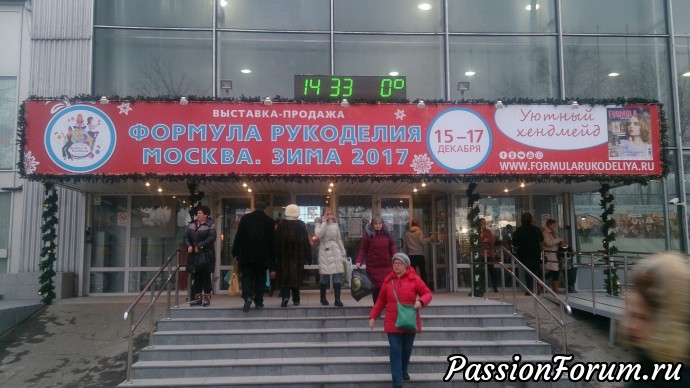 14 33 0°
ВЫСТАВКА-ПРОДАЖА
ФОРМУЛА РУКОДЕЛИЯ
МОСКВА. ЗИМА 2017
15-17
ДЕКАБРЯ
Уютный
хендмейд
FORMULA
WWW.FORMULARUKODELIYA.RU
PassionForum.ru